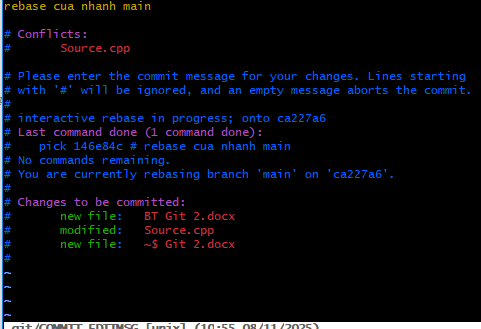 rebase cua nhanh main

# Conflicts:
#       Source.cpp

# Please enter the commit message for your changes. Lines starting
# with '#' will be ignored, and an empty message aborts the commit.
#
# interactive rebase in progress; onto ca227a6
# Last command done (1 command done):
#    pick 146e84c # rebase cua nhanh main
# No commands remaining.
# You are currently rebasing branch 'main' on 'ca227a6'.
#
# Changes to be committed:
#       new file:   BT Git 2.docx
#       modified:   Source.cpp
#       new file:   ~$ Git 2.docx
#
~
~
~
~
.git/COMMIT_EDITMSG [unix] (10:55 08/11/2025)